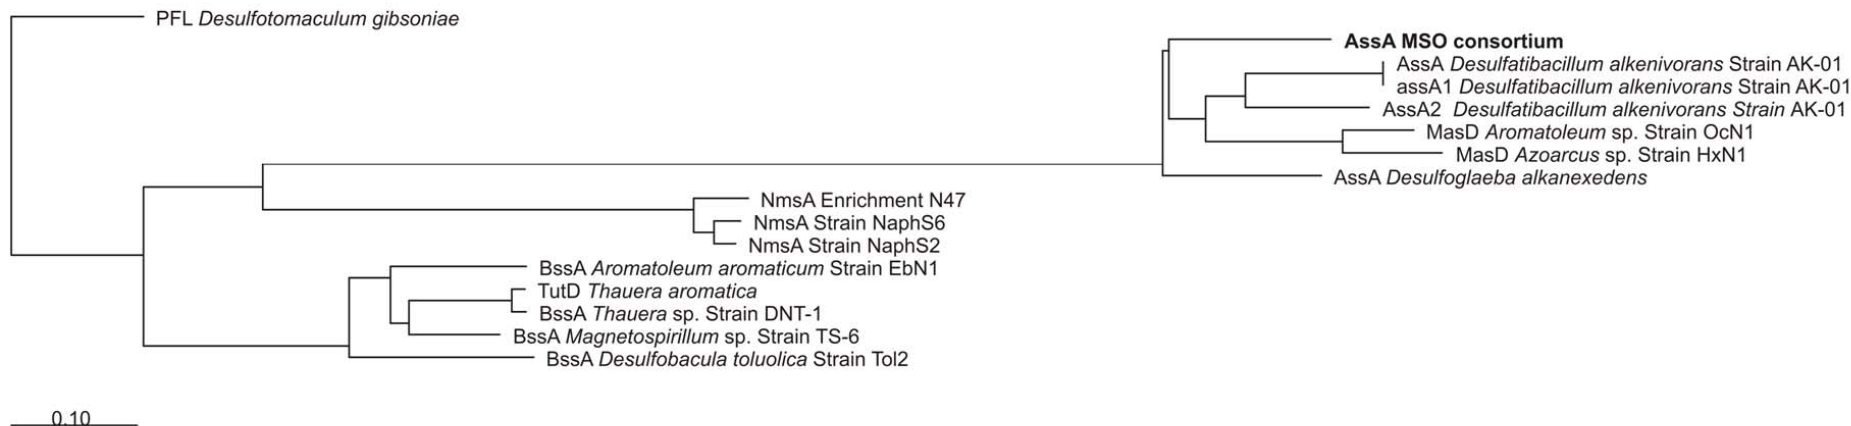 PFL Desulfotomaculum gibsoniae
AssA MSO consortium
AssA Desulfatibacillum alkenivorans Strain AK-01
assA1 Desulfatibacillum alkenivorans Strain AK-01
AssA2 Desulfatibacillum alkenivorans Strain AK-01
MasD Aromatoleum sp. Strain OcN1
MasD Azoarcus sp. Strain HxN1
AssA Desulfoglaeba alkanexedens
NmsA Enrichment N47
NmsA Strain NaphS6
NmsA Strain NaphS2
BssA Aromatoleum aromaticum Strain EbN1
TutD Thauera aromatica
BssA Thauera sp. Strain DNT-1
BssA Magnetospirillum sp. Strain TS-6
BssA Desulfobacula toluolica Strain Tol2
0.10